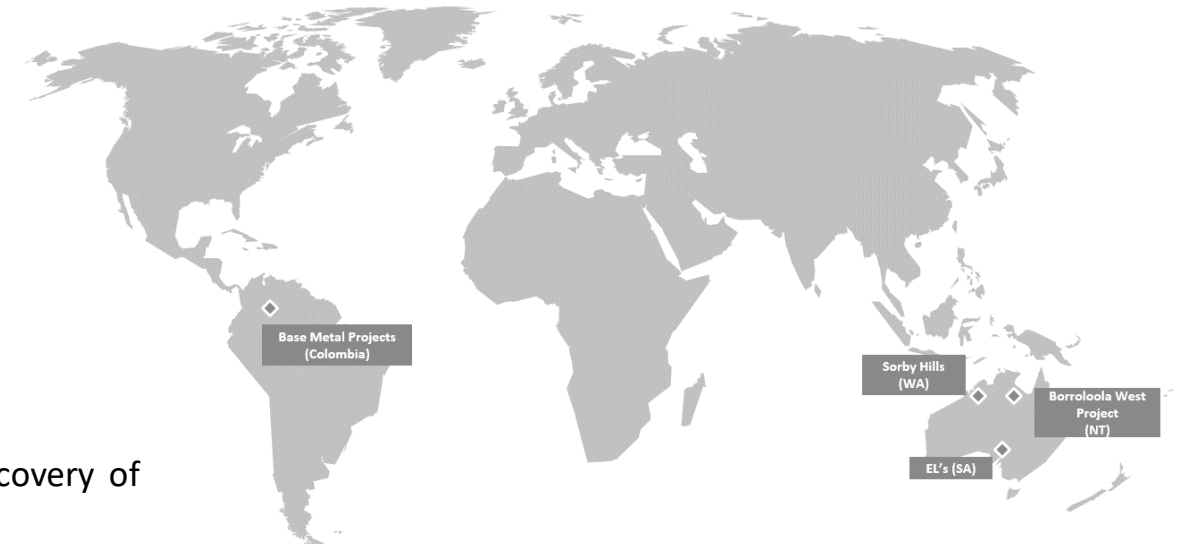 Base Metal Projects
(Colombia)
Sorby Hills
(WA)
Borroloola West
Project
(NT)
EL's (SA)
covery of